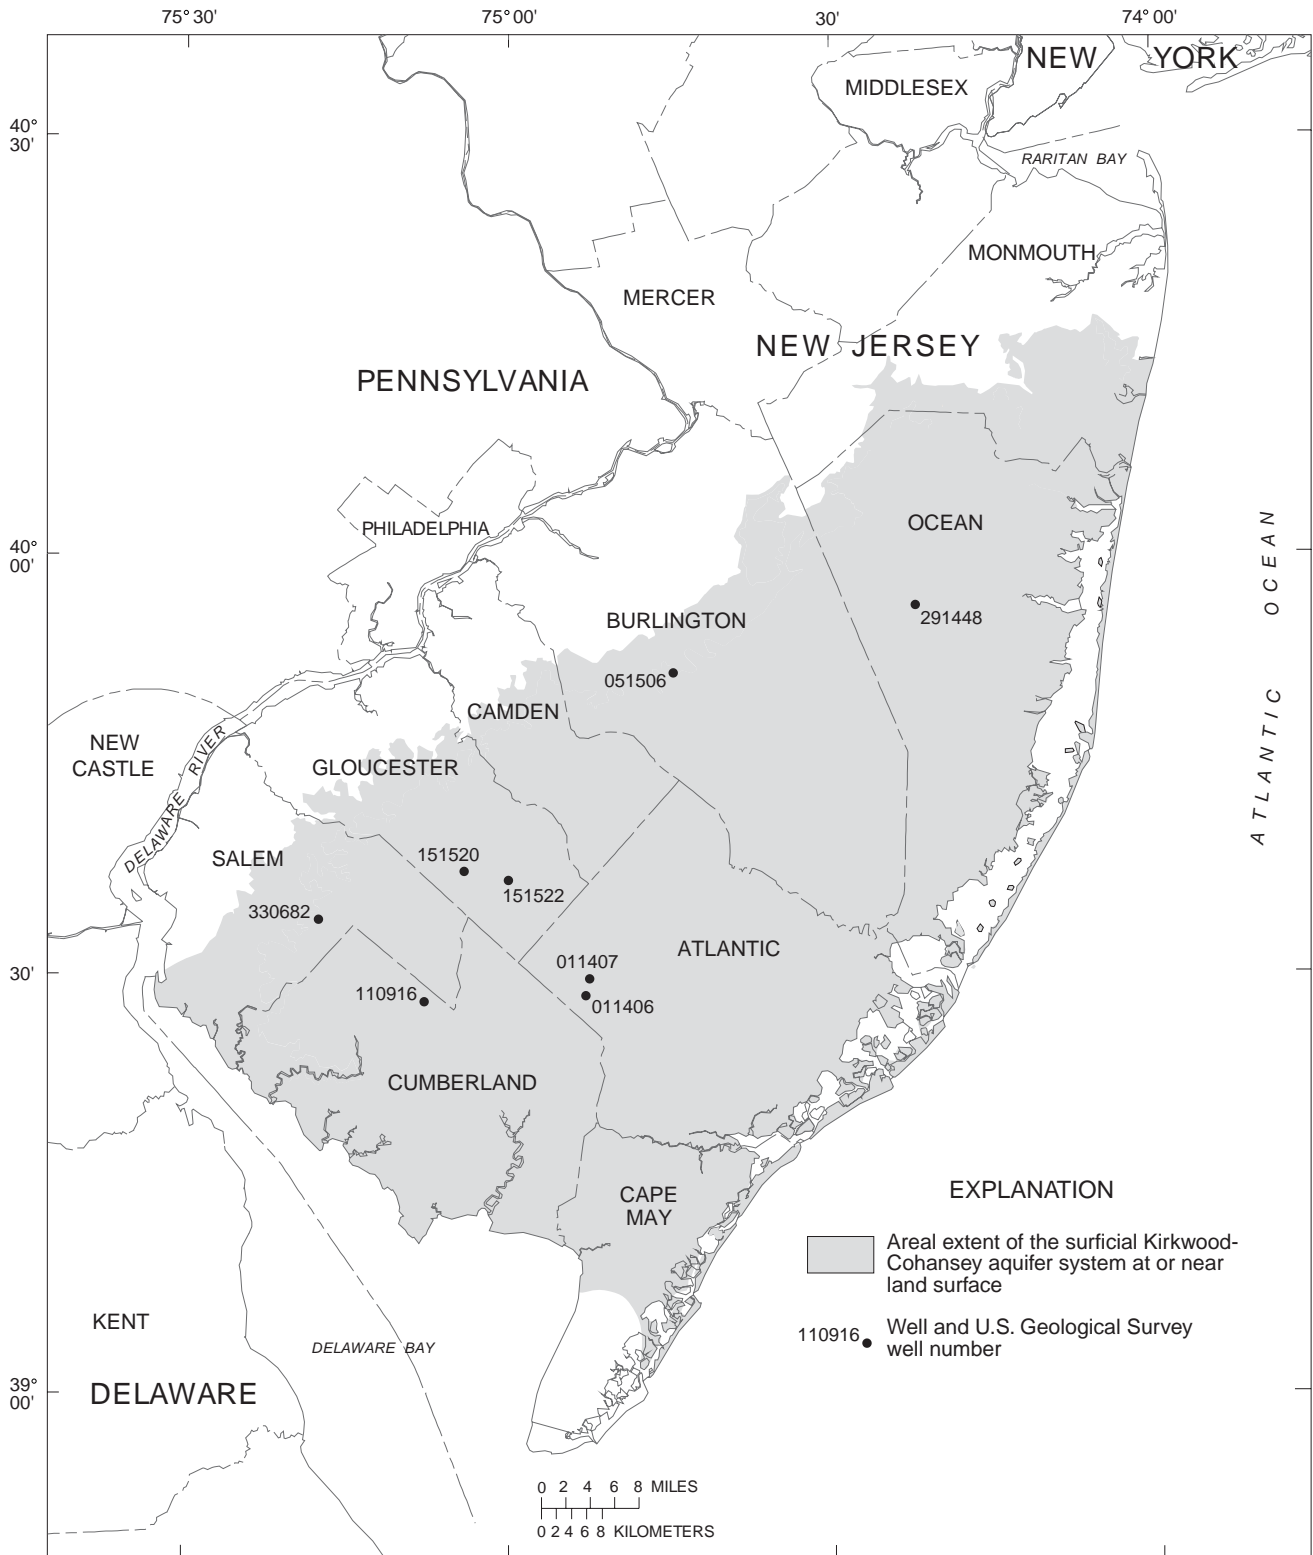 75° 30'
75° 00'
30'
74° 00'
NEW YORK
MIDDLESEX
40°
30'
RARITAN BAY
MONMOUTH
MERCER
NEW JERSEY
PENNSYLVANIA
OCEAN
PHILADELPHIA
40°
00'
ATLANTIC OCEAN
291448
BURLINGTON
051506
CAMDEN
NEW
CASTLE
DELAWARE RIVER
GLOUCESTER
SALEM
151520
151522
330682
ATLANTIC
011407
30'
110916
011406
CUMBERLAND
CAPE
MAY
EXPLANATION
Areal extent of the surficial Kirkwood-
Cohansey aquifer system at or near
land surface
110916
Well and U.S. Geological Survey
well number
KENT
DELAWARE BAY
39°
00'
DELAWARE
0 2 4 6 8 MILES
0 2 4 6 8 KILOMETERS